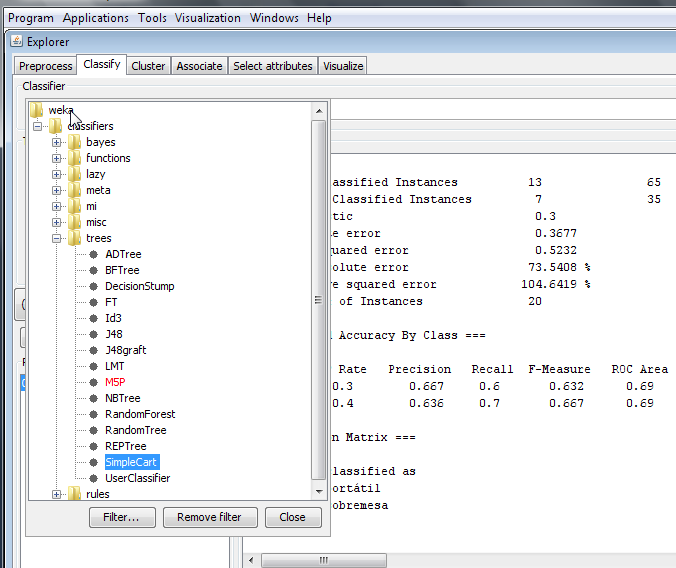 Program Applications Tools Visualization Windows Help
Explorer
Preprocess Classify Cluster Associate Select attributes Visualize
Classifier
weka
classifiers
bayes
functions
lazy
meta
mi
misc
trees
ADTree
BFTree
DecisionStump
FT
Id3
J48
J48graft
LMT
M5P
NBTree
RandomForest
RandomTree
REPTree
SimpleCart
UserClassifier
rules
Filter... Remove filter Close
assified Instances 13 65
Classified Instances 7 35
tic 0.3
e error 0.3677
uared error 0.5232
olute error 73.5408 %
e squared error 104.6419 %
of Instances 20
Accuracy By Class ===
Rate Precision Recall F-Measure ROC Area
0.3 0.667 0.6 0.632 0.69
0.4 0.636 0.7 0.667 0.69
n Matrix ===
lassified as
ortátil
obremesa